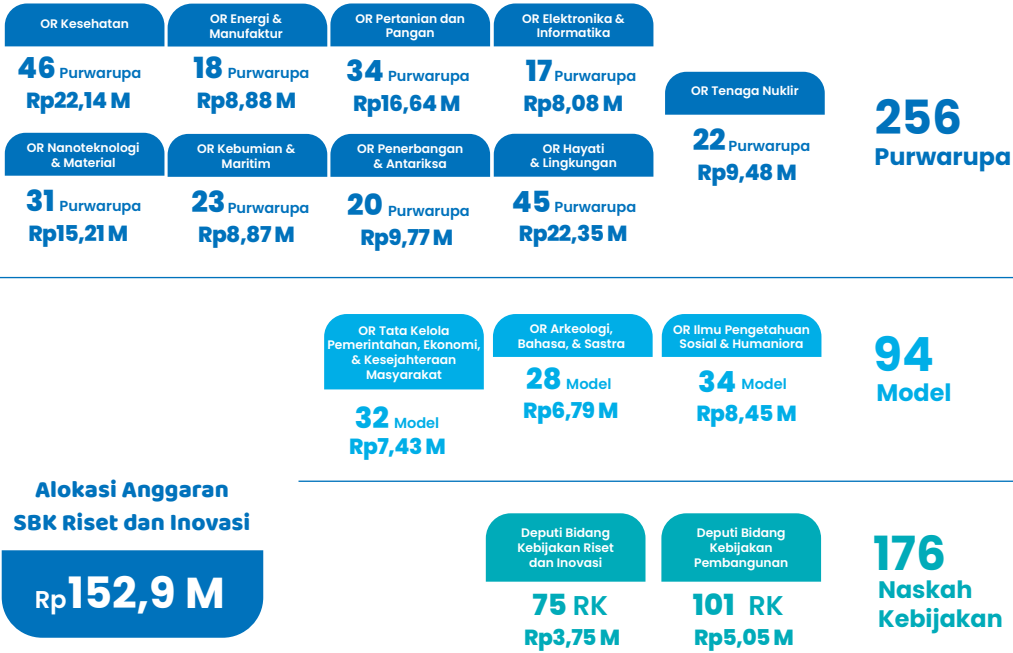 OR Kesehatan
46 Purwarupa
Rp22,14 M
OR Energi &
Manufaktur
18 Purwarupa
Rp8,88 M
OR Pertanian dan
Pangan
34 Purwarupa
Rp16,64 M
OR Elektronika &
Informatika
17 Purwarupa
Rp8,08 M
OR Nanoteknologi
& Material
31 Purwarupa
Rp15,21 M
OR Kebumian &
Maritim
23 Purwarupa
Rp8,87 M
OR Penerbangan
& Antariksa
20 Purwarupa
Rp9,77 M
OR Hayati
& Lingkungan
45 Purwarupa
Rp22,35 M
OR Tenaga Nuklir
22 Purwarupa
Rp9,48 M
256
Purwarupa
OR Tata Kelola
Pemerintahan, Ekonomi,
& Kesejahteraan
Masyarakat
32 Model
Rp7,43 M
OR Arkeologi,
Bahasa, & Sastra
28 Model
Rp6,79 M
OR Ilmu Pengetahuan
Sosial & Humaniora
34 Model
Rp8,45 M
94
Model
Alokasi Anggaran
SBK Riset dan Inovasi
Rp152,9 M
Deputi Bidang
Kebijakan Riset
dan Inovasi
75 RK
Rp3,75 M
Deputi Bidang
Kebijakan
Pembangunan
101 RK
Rp5,05 M
176
Naskah
Kebijakan